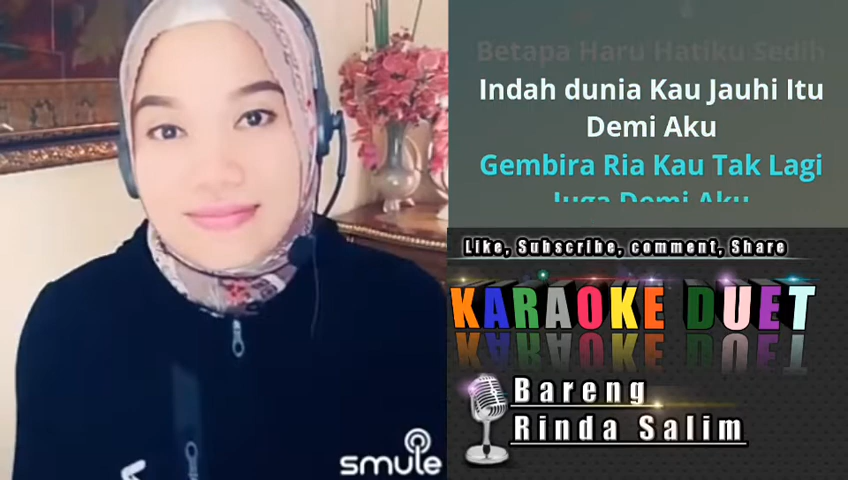 Betapa Haru Hatiku Sedih
Indah dunia Kau Jauhi Itu
Demi Aku
Gembira Ria Kau Tak Lagi
Juga Demi Aku
Like, Subscribe, comment, Share
KARAOKE DUET
Bareng
Rinda Salim
smule